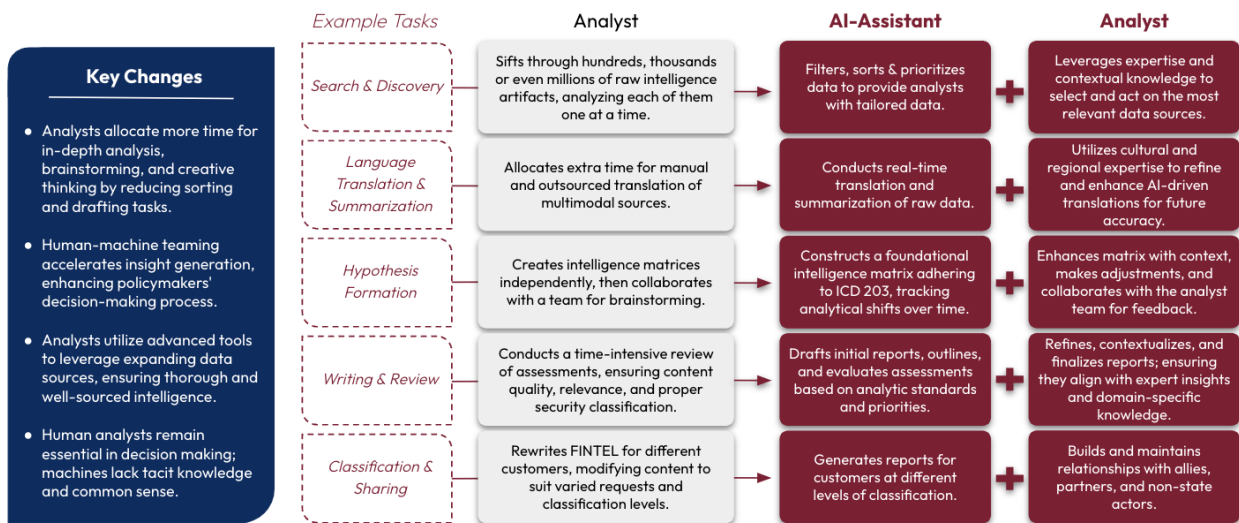 Example Tasks
Analyst
AI-Assistant
Analyst
Key Changes
• Analysts allocate more time for
in-depth analysis,
brainstorming, and creative
thinking by reducing sorting
and drafting tasks.
• Human-machine teaming
accelerates insight generation,
enhancing policymakers'
decision-making process.
• Analysts utilize advanced tools
to leverage expanding data
sources, ensuring thorough and
well-sourced intelligence.
• Human analysts remain
essential in decision making;
machines lack tacit knowledge
and common sense.
Search & Discovery
Sifts through hundreds, thousands
or even millions of raw intelligence
artifacts, analyzing each of them
one at a time.
Filters, sorts & prioritizes
data to provide analysts
with tailored data.
Leverages expertise and
contextual knowledge to
select and act on the most
relevant data sources.
Language
Translation &
Summarization
Allocates extra time for manual
and outsourced translation of
multimodal sources.
Conducts real-time
translation and
summarization of raw data.
Utilizes cultural and
regional expertise to refine
and enhance AI-driven
translations for future
accuracy.
Hypothesis
Formation
Creates intelligence matrices
independently, then collaborates
with a team for brainstorming.
Constructs a foundational
intelligence matrix adhering
to ICD 203, tracking
analytical shifts over time.
Enhances matrix with context,
makes adjustments, and
collaborates with the analyst
team for feedback.
Writing & Review
Conducts a time-intensive review
of assessments, ensuring content
quality, relevance, and proper
security classification.
Drafts initial reports, outlines,
and evaluates assessments
based on analytic standards
and priorities.
Refines, contextualizes, and
finalizes reports; ensuring
they align with expert insights
and domain-specific
knowledge.
Classification &
Sharing
Rewrites FINTEL for different
customers, modifying content to
suit varied requests and
classification levels.
Generates reports for
customers at different
levels of classification.
Builds and maintains
relationships with allies,
partners, and non-state
actors.